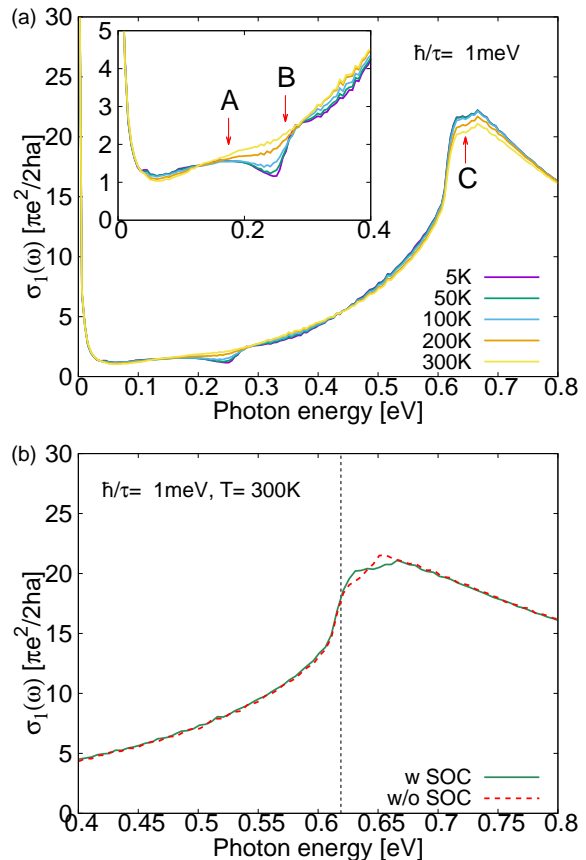 (a)
ħ/τ= 1meV
A
B
C
5
4
3
2
1
0
0
0.2
0.4
30
25
20
15
10
5
0
σ₁(ω) [πe²/2ha]
5K
50K
100K
200K
300K
0 0.1 0.2 0.3 0.4 0.5 0.6 0.7 0.8
Photon energy [eV]
(b)
ħ/τ= 1meV, T= 300K
30
25
20
15
10
5
0
σ₁(ω) [πe²/2ha]
w SOC
w/o SOC
0.4 0.45 0.5 0.55 0.6 0.65 0.7 0.75 0.8
Photon energy [eV]